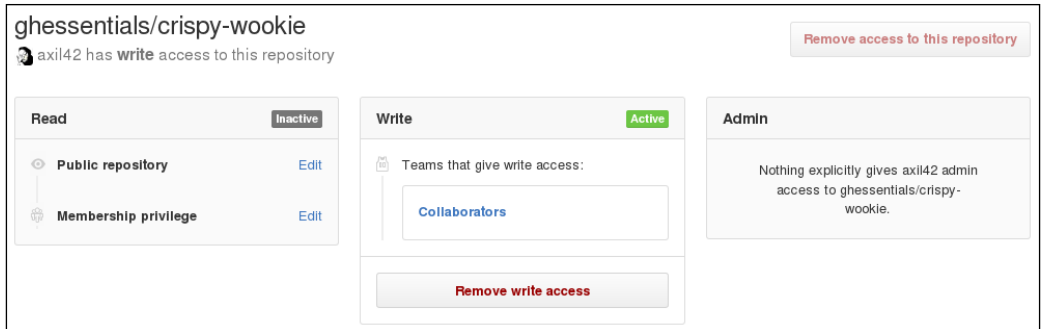 ghessentials/crispy-wookie
axil42 has write access to this repository
Remove access to this repository
Read
Inactive
Public repository
Edit
Membership privilege
Edit
Write
Active
Teams that give write access:
Collaborators
Remove write access
Admin
Nothing explicitly gives axil42 admin
access to ghessentials/crispy-
wookie.